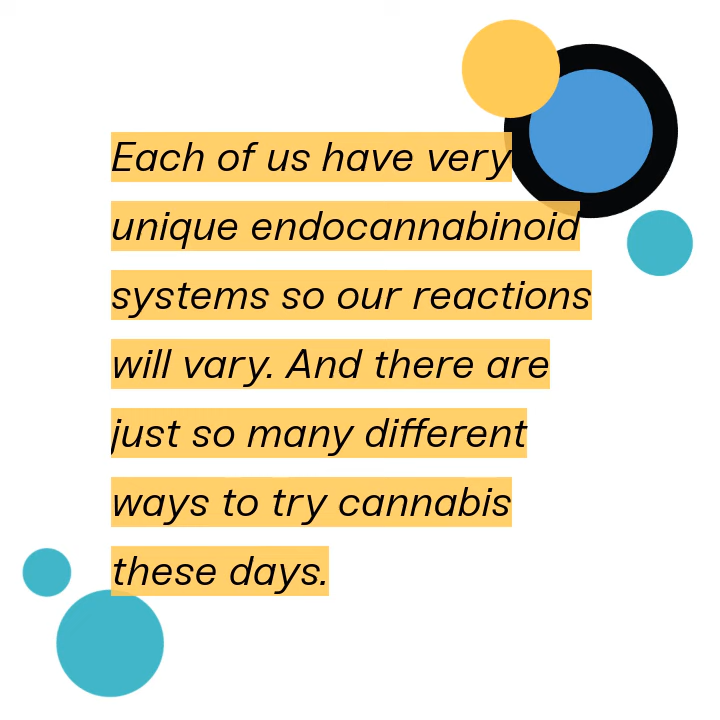 Each of us have very
unique endocannabinoid
systems so our reactions
will vary. And there are
just so many different
ways to try cannabis
these days.